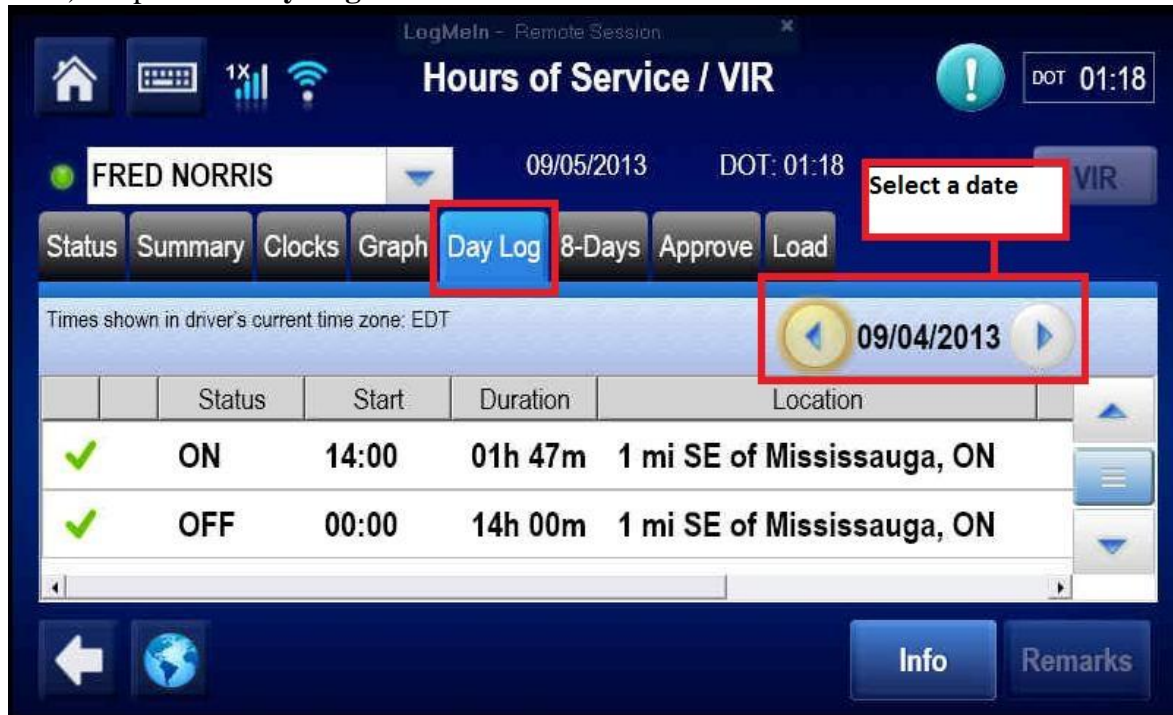 LogMeIn - Remote Session ×
1X Hours of Service / VIR ! DOT 01:18
FRED NORRIS 09/05/2013 DOT: 01:18 VIR
Select a date
Status Summary Clocks Graph Day Log 8-Days Approve Load
Times shown in driver's current time zone: EDT 09/04/2013
Status Start Duration Location
ON 14:00 01h 47m 1 mi SE of Mississauga, ON
OFF 00:00 14h 00m 1 mi SE of Mississauga, ON
Info Remarks